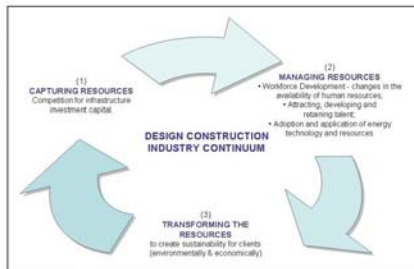 (1)
CAPTURING RESOURCES
Competition for infrastructure
investment capital.
(2)
MANAGING RESOURCES
• Workforce Development - changes in the
availability of human resources;
• Attracting, developing and
retaining talent;
• Adoption and application of energy
technology and resources
DESIGN CONSTRUCTION
INDUSTRY CONTINUUM
(3)
TRANSFORMING THE
RESOURCES
to create sustainability for clients
(environmentally & economically)